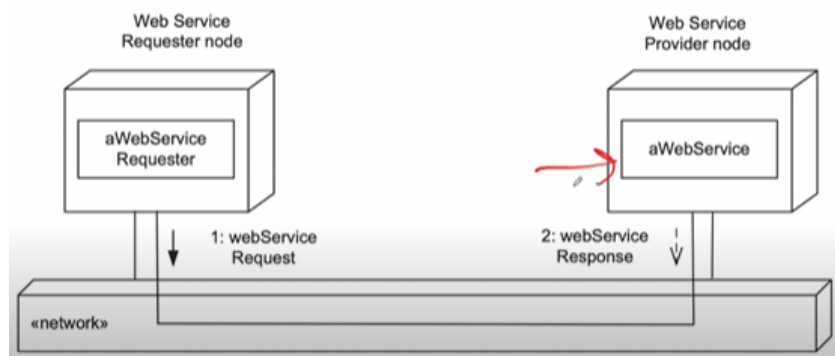 Web Service
Requester node
Web Service
Provider node
aWebService
Requester
aWebService
1: webService
Request
2: webService
Response
«network»